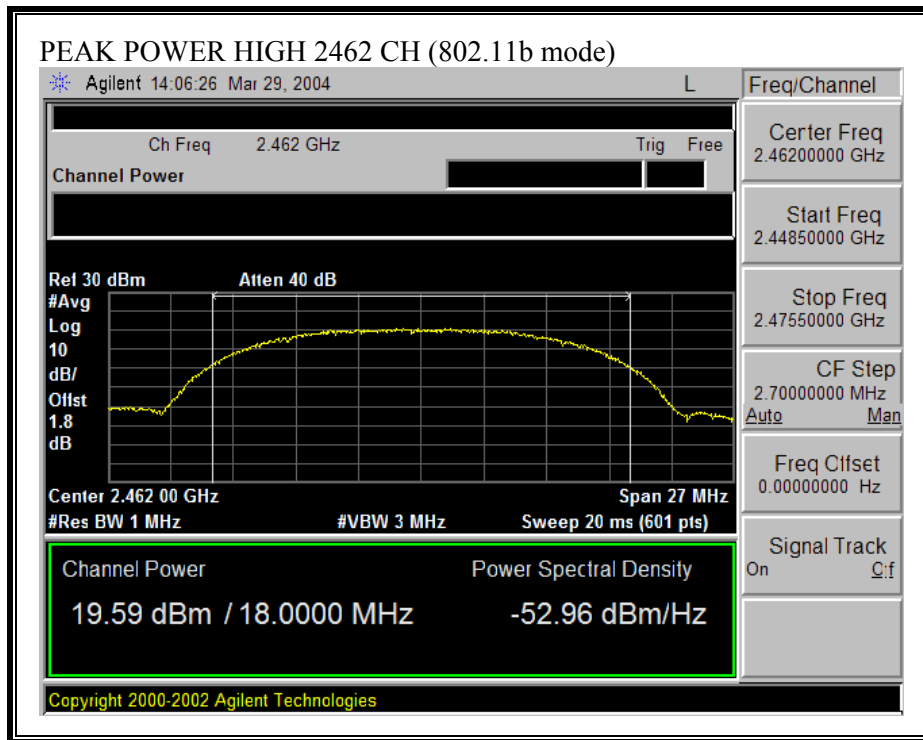 PEAK POWER HIGH 2462 CH (802.11b mode)
Agilent 14:06:26 Mar 29, 2004 L
Freq/Channel
Ch Freq 2.462 GHz Trig Free
Channel Power
Center Freq
2.46200000 GHz
Start Freq
2.44850000 GHz
Stop Freq
2.47550000 GHz
CF Step
2.70000000 MHz
Auto Man
Freq Offset
0.00000000 Hz
Signal Track
On Off
Ref 30 dBm Atten 40 dB
#Avg
Log
10
dB/
Offst
1.8
dB
Center 2.462 00 GHz Span 27 MHz
#Res BW 1 MHz #VBW 3 MHz Sweep 20 ms (601 pts)
Channel Power Power Spectral Density
19.59 dBm / 18.0000 MHz -52.96 dBm/Hz
Copyright 2000-2002 Agilent Technologies